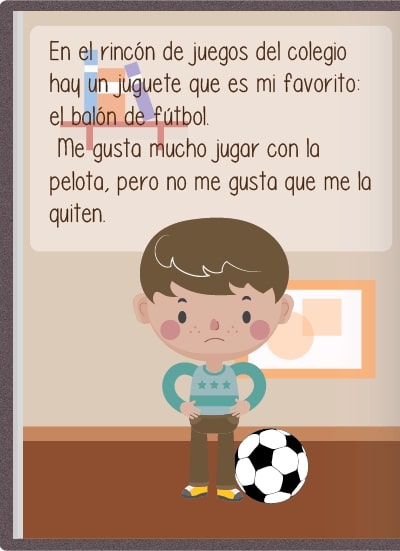 En el rincón de juegos del colegio
hay un juguete que es mi favorito:
el balón de fútbol.
Me gusta mucho jugar con la
pelota, pero no me gusta que me la
quiten.